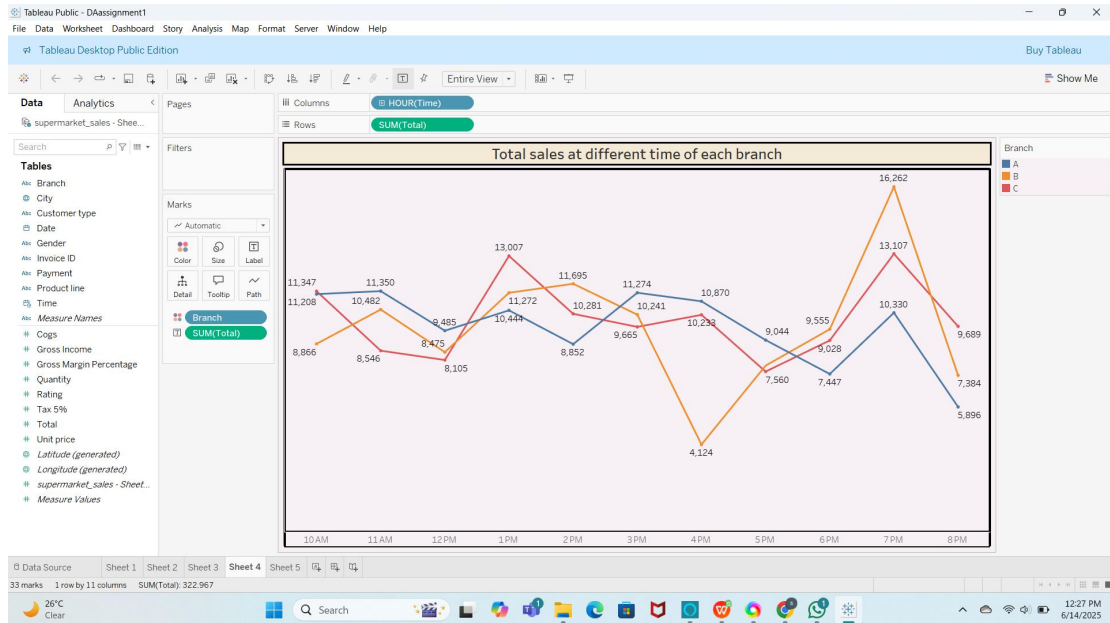 Tableau Public - DAassignment1
File Data Worksheet Dashboard Story Analysis Map Format Server Window Help
Tableau Desktop Public Edition
Buy Tableau
Entire View
Show Me
Data Analytics
supermarket_sales - Shee...
Search
Tables
Abc Branch
City
Abc Customer type
Date
Abc Gender
Abc Invoice ID
Abc Payment
Abc Product line
Time
Abc Measure Names
# Cogs
# Gross Income
# Gross Margin Percentage
# Quantity
# Rating
# Tax 5%
# Total
# Unit price
Latitude (generated)
Longitude (generated)
# supermarket_sales - Sheet...
# Measure Values
Pages
Filters
Marks
Automatic
Color Size Label
Detail Tooltip Path
Branch
SUM(Total)
Columns
HOUR(Time)
Rows
SUM(Total)
Total sales at different time of each branch
16,262
13,007
13,107
11,347
11,350
11,695
11,274
10,870
11,208
10,482
11,272
10,281
10,241
10,330
9,485
10,444
10,233
9,555
8,475
9,665
9,044
9,689
8,866
8,546
8,852
9,028
8,105
7,560
7,447
7,384
5,896
4,124
10 AM 11 AM 12 PM 1 PM 2 PM 3 PM 4 PM 5 PM 6 PM 7 PM 8 PM
Branch
A
B
C
Data Source Sheet 1 Sheet 2 Sheet 3 Sheet 4 Sheet 5
33 marks 1 row by 11 columns SUM(Total): 322,967
26°C
Clear
Search
12:27 PM
6/14/2025